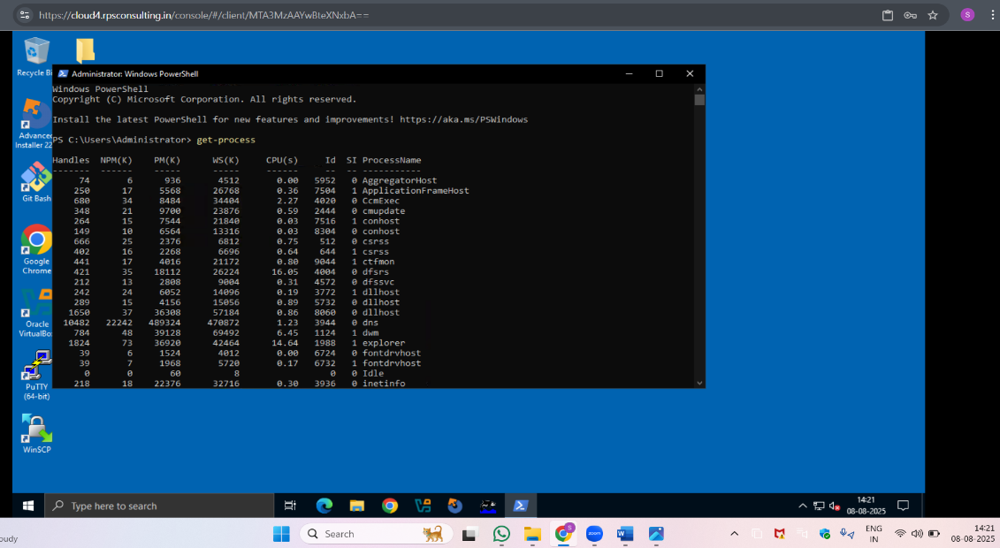 https://cloud4.rpsconsulting.in/console/#/client/MTA3MzAAYwBteXNxbA==
S
Recycle Bi
Administrator: Windows PowerShell
Windows PowerShell
Copyright (C) Microsoft Corporation. All rights reserved.
Install the latest PowerShell for new features and improvements! https://aka.ms/PSWindows
PS C:\Users\Administrator> get-process
Handles NPM(K) PM(K) WS(K) CPU(s) Id SI ProcessName
------- ------ ----- ----- ------ -- -- -----------
74 6 936 4512 0.00 5952 0 AggregatorHost
250 17 5568 26768 0.36 7504 1 ApplicationFrameHost
680 34 8484 34404 2.27 4020 0 CcmExec
348 21 9700 23876 0.59 2444 0 cmupdate
264 15 7544 21840 0.03 7516 1 conhost
149 10 6564 13316 0.03 8304 0 conhost
666 25 2376 6812 0.75 512 0 csrss
402 16 2268 6696 0.64 644 1 csrss
441 17 4016 21172 0.80 9044 1 ctfmon
421 35 18112 26224 16.05 4004 0 dfsrs
212 13 2808 9004 0.31 4572 0 dfssvc
242 24 6052 14096 0.19 3772 1 dllhost
289 15 4156 15056 0.89 5732 0 dllhost
1650 37 36308 57184 0.86 8060 0 dllhost
10482 22242 489324 470872 1.23 3944 0 dns
784 48 39128 69492 6.45 1124 1 dwm
1824 73 36920 42464 14.64 1988 1 explorer
39 6 1524 4012 0.00 6724 0 fontdrvhost
39 7 1968 5720 0.17 6732 1 fontdrvhost
0 0 60 8 0 0 Idle
218 18 22376 32716 0.30 3936 0 inetinfo
Advanced
Installer 22
Git Bash
Google
Chrome
Oracle
VirtualBo
PuTTY
(64-bit)
WinSCP
Type here to search
14:21
08-08-2025
oudy
Search
S
zoom
W
ENG
IN
14:21
08-08-2025